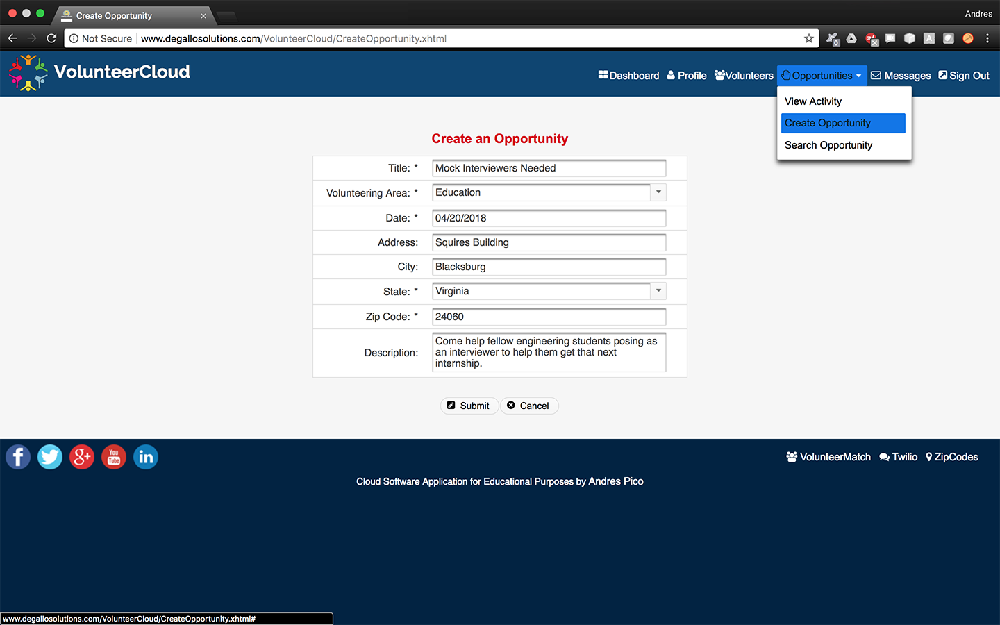 Create Opportunity
Andres
Not Secure www.degallosolutions.com/VolunteerCloud/CreateOpportunity.xhtml
VolunteerCloud
Dashboard Profile Volunteers Opportunities Messages Sign Out
View Activity
Create Opportunity
Search Opportunity
Create an Opportunity
Title: * Mock Interviewers Needed
Volunteering Area: * Education
Date: * 04/20/2018
Address: Squires Building
City: Blacksburg
State: * Virginia
Zip Code: * 24060
Description: Come help fellow engineering students posing as
an interviewer to help them get that next
internship.
Submit Cancel
VolunteerMatch Twilio ZipCodes
Cloud Software Application for Educational Purposes by Andres Pico
www.degallosolutions.com/VolunteerCloud/CreateOpportunity.xhtml#